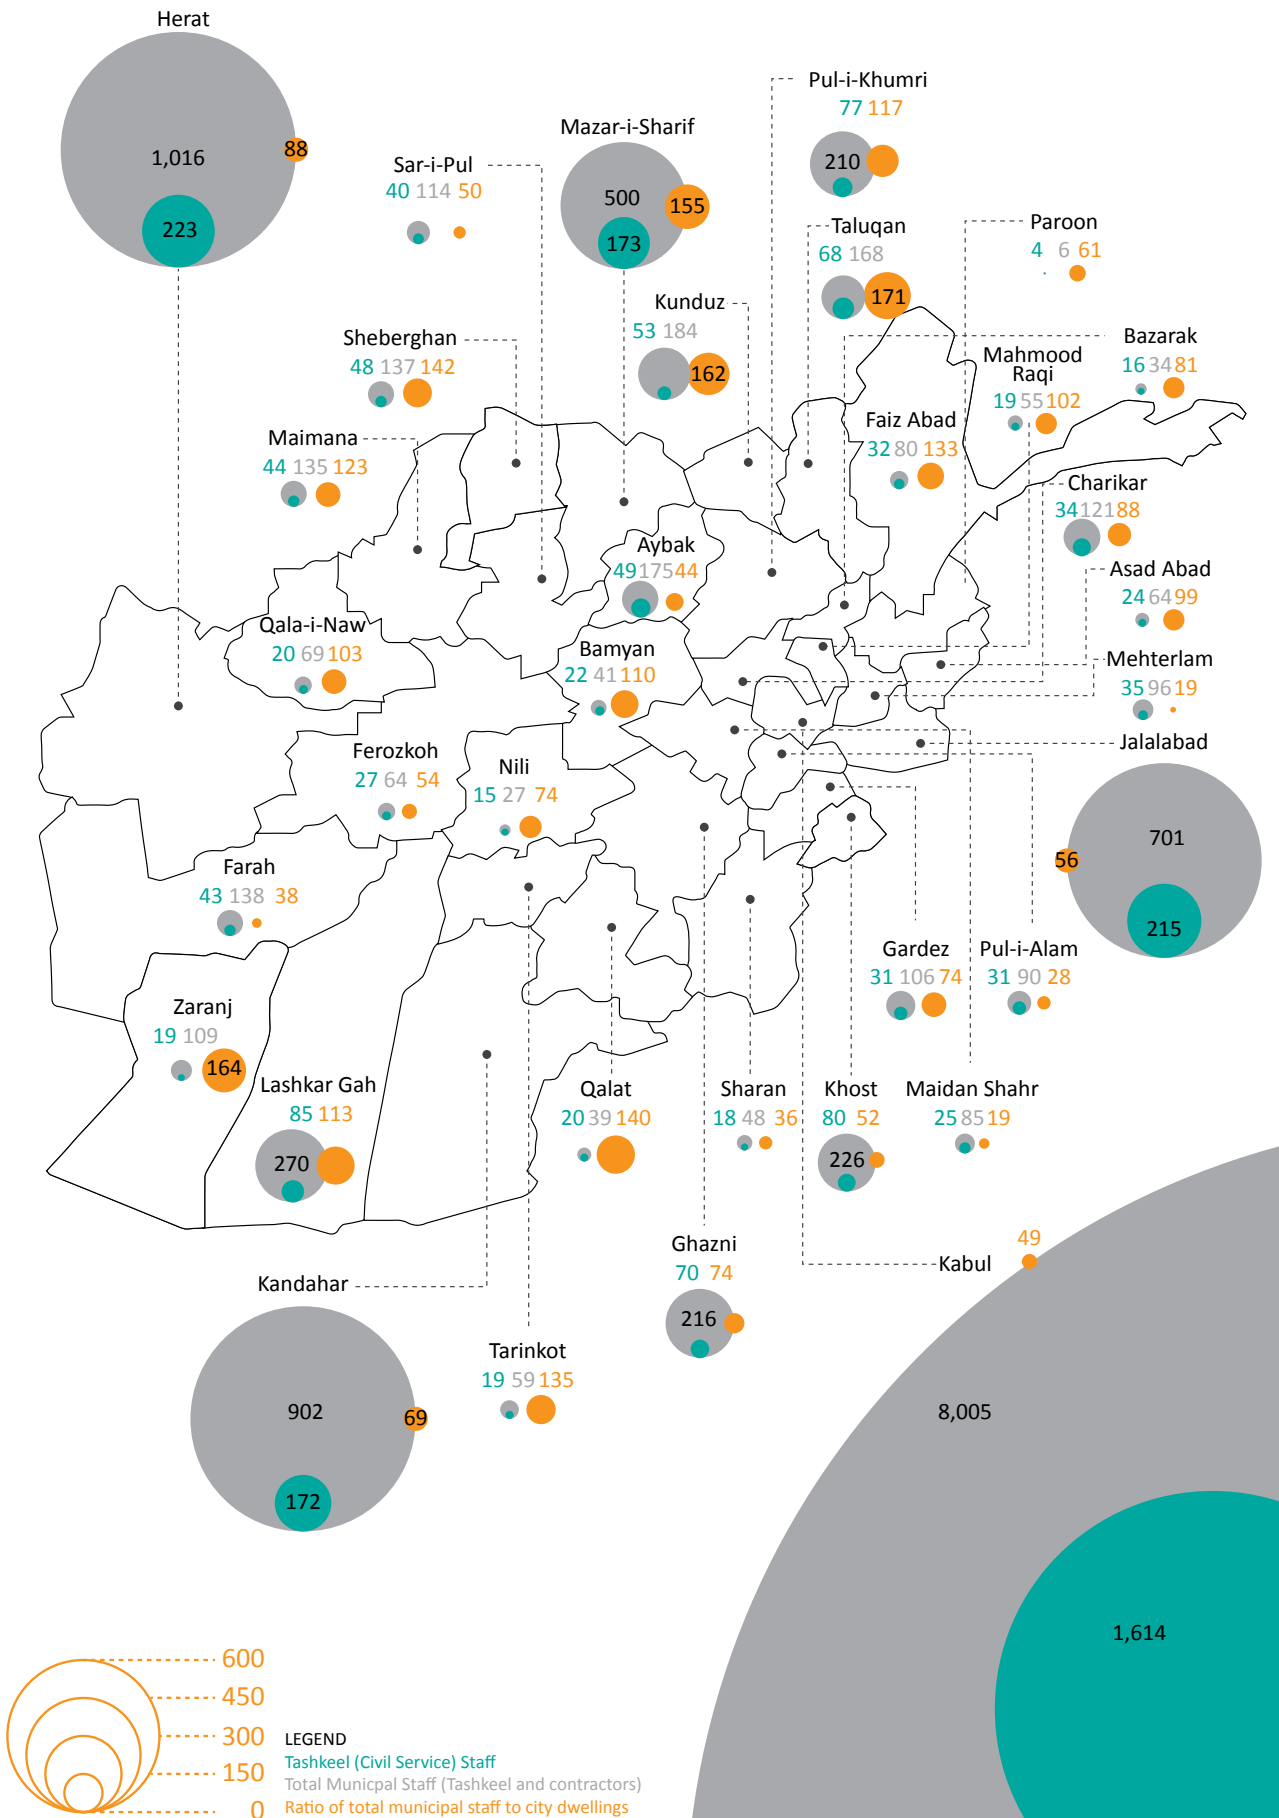 Herat
1,016
88
223
Sar-i-Pul
40 114 50
Mazar-i-Sharif
500
155
173
Pul-i-Khumri
77 117
210
Taluqan
68 168
171
Paroon
4 6 61
Kunduz
53 184
162
Sheberghan
48 137 142
Bazarak
16 34 81
Mahmood
Raqi
19 55 102
Maimana
44 135 123
Faiz Abad
32 80 133
Charikar
34 121 88
Aybak
49 175 44
Asad Abad
24 64 99
Qala-i-Naw
20 69 103
Bamyan
22 41 110
Mehterlam
35 96 19
Jalalabad
701
56
215
Ferozkoh
27 64 54
Nili
15 27 74
Farah
43 138 38
Gardez
31 106 74
Pul-i-Alam
31 90 28
Zaranj
19 109
164
Lashkar Gah
85 113
270
Qalat
20 39 140
Sharan
18 48 36
Khost
80 52
226
Maidan Shahr
25 85 19
Ghazni
70 74
216
Kabul
49
8,005
1,614
Kandahar
902
69
172
Tarinkot
19 59 135
600
450
300
150
0
LEGEND
Tashkeel (Civil Service) Staff
Total Municpal Staff (Tashkeel and contractors)
Ratio of total municipal staff to city dwellings